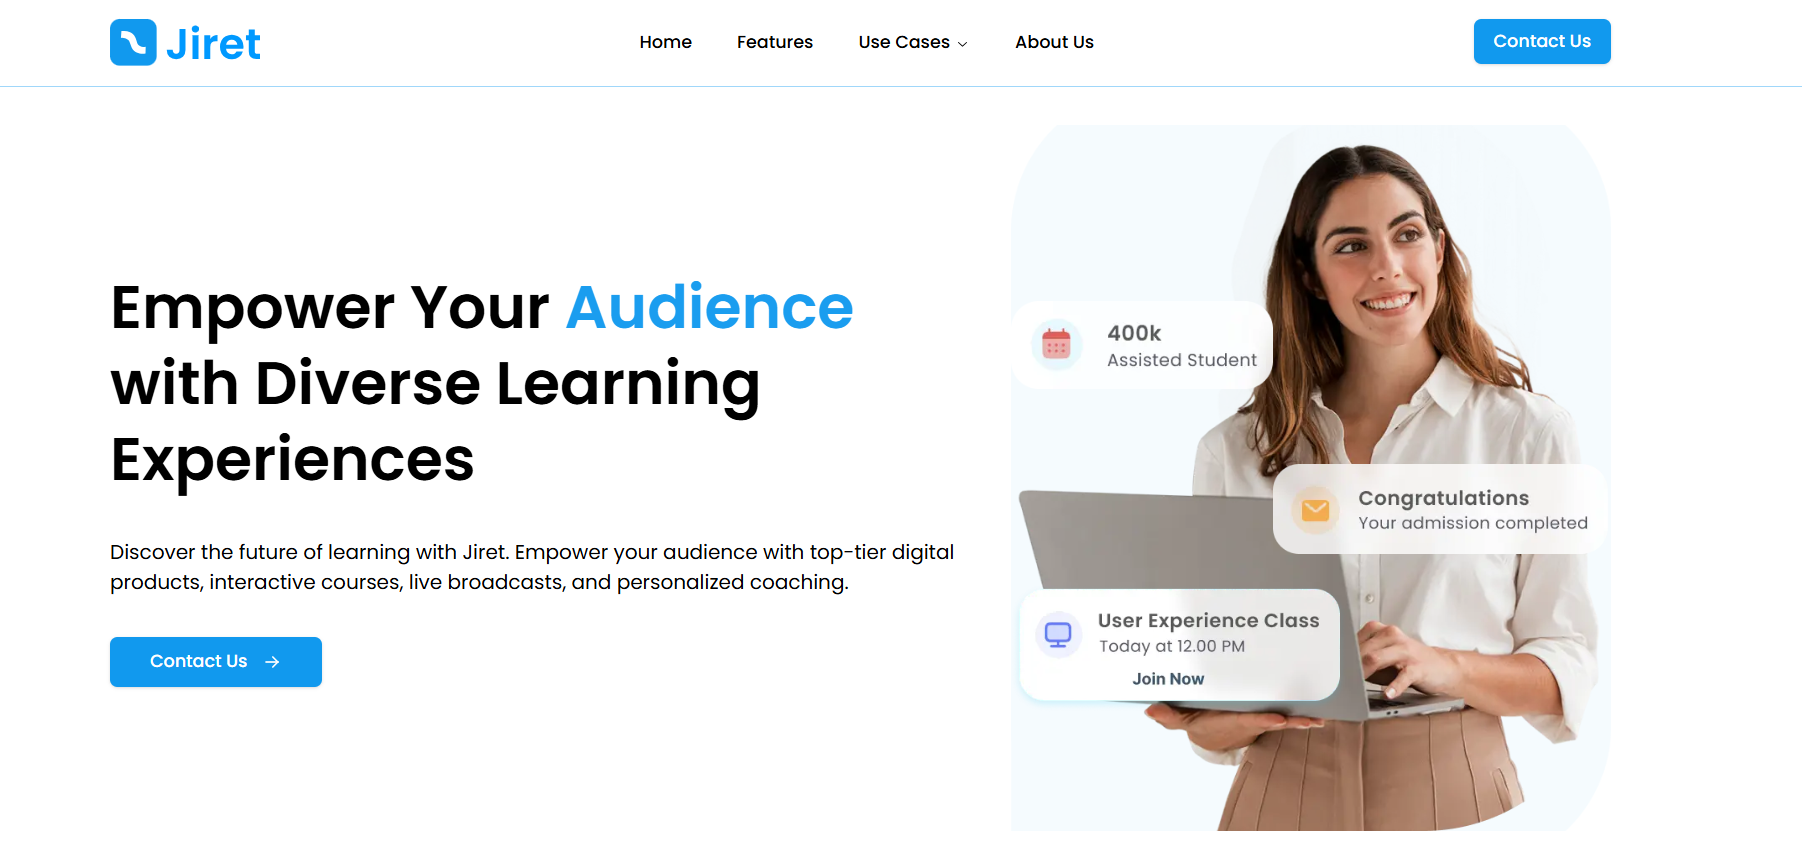 Jiret
Home
Features
Use Cases
About Us
Contact Us
Empower Your Audience
with Diverse Learning
Experiences
Discover the future of learning with Jiret. Empower your audience with top-tier digital
products, interactive courses, live broadcasts, and personalized coaching.
Contact Us
400k
Assisted Student
Congratulations
Your admission completed
User Experience Class
Today at 12.00 PM
Join Now